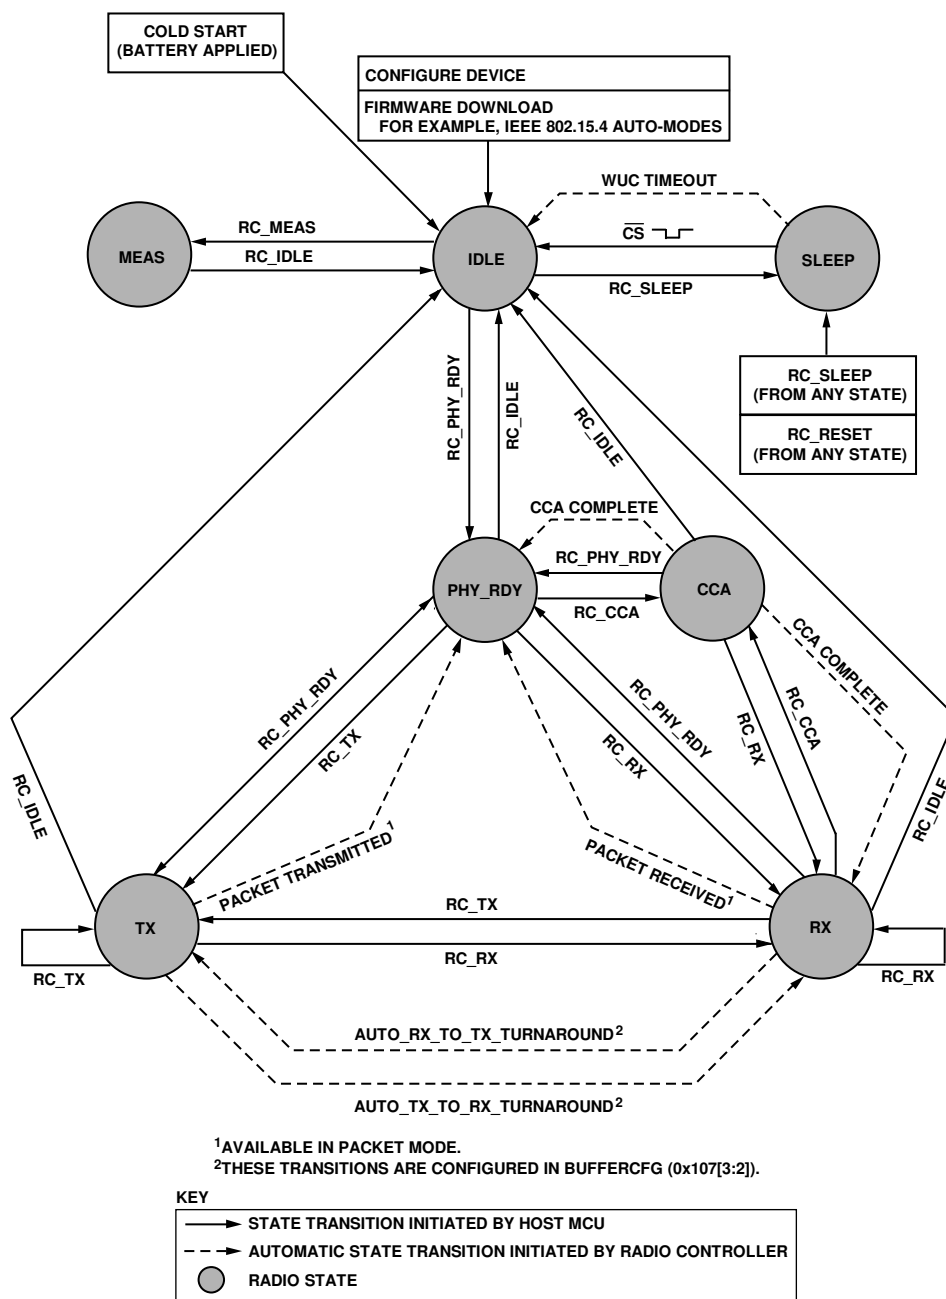 COLD START
(BATTERY APPLIED)
CONFIGURE DEVICE
FIRMWARE DOWNLOAD
FOR EXAMPLE, IEEE 802.15.4 AUTO-MODES
WUC TIMEOUT
MEAS
RC_MEAS
RC_IDLE
IDLE
CS
RC_SLEEP
SLEEP
RC_SLEEP
(FROM ANY STATE)
RC_RESET
(FROM ANY STATE)
RC_PHY_RDY
RC_IDLE
RC_IDLE
CCA COMPLETE
PHY_RDY
RC_PHY_RDY
RC_CCA
CCA
CCA COMPLETE
RC_PHY_RDY
RC_TX
RC_PHY_RDY
RC_RX
RC_RX
RC_CCA
RC_IDLE
RC_IDLE
PACKET TRANSMITTED1
PACKET RECEIVED1
TX
RC_TX
RC_RX
RX
RC_TX
RC_RX
AUTO_RX_TO_TX_TURNAROUND2
AUTO_TX_TO_RX_TURNAROUND2
1AVAILABLE IN PACKET MODE.
2THESE TRANSITIONS ARE CONFIGURED IN BUFFERCFG (0x107[3:2]).
KEY
STATE TRANSITION INITIATED BY HOST MCU
AUTOMATIC STATE TRANSITION INITIATED BY RADIO CONTROLLER
RADIO STATE